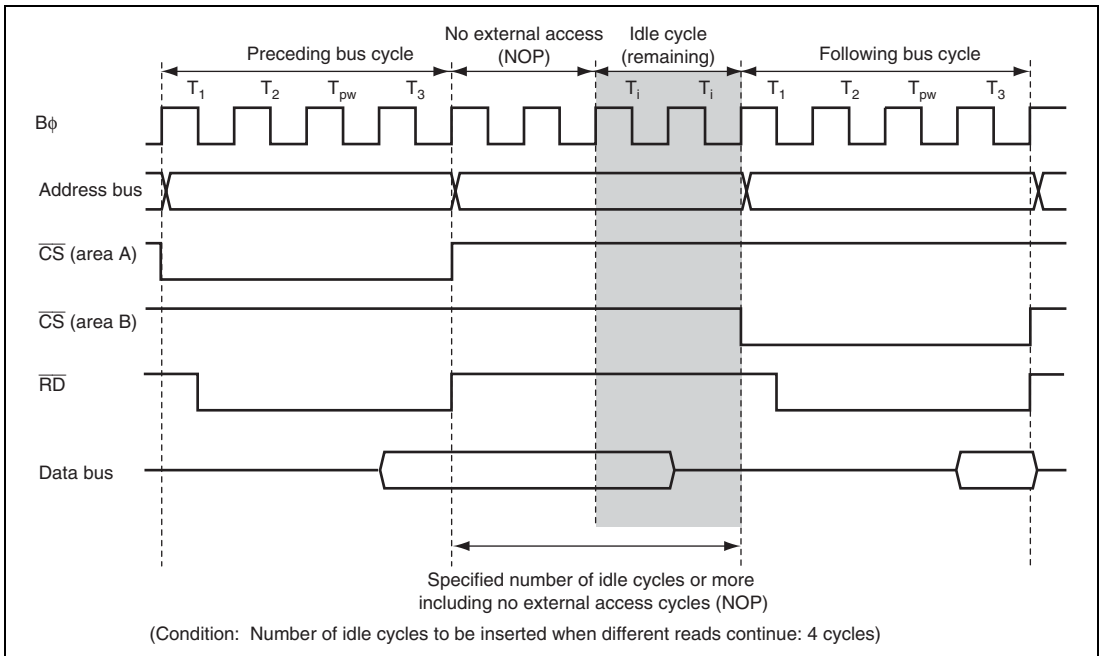 No external access
(NOP)
Idle cycle
(remaining)
Preceding bus cycle
Following bus cycle
T1 T2 Tpw T3 Ti Ti T1 T2 Tpw T3
Bϕ
Address bus
C̅S̅ (area A)
C̅S̅ (area B)
R̅D̅
Data bus
Specified number of idle cycles or more
including no external access cycles (NOP)
(Condition: Number of idle cycles to be inserted when different reads continue: 4 cycles)